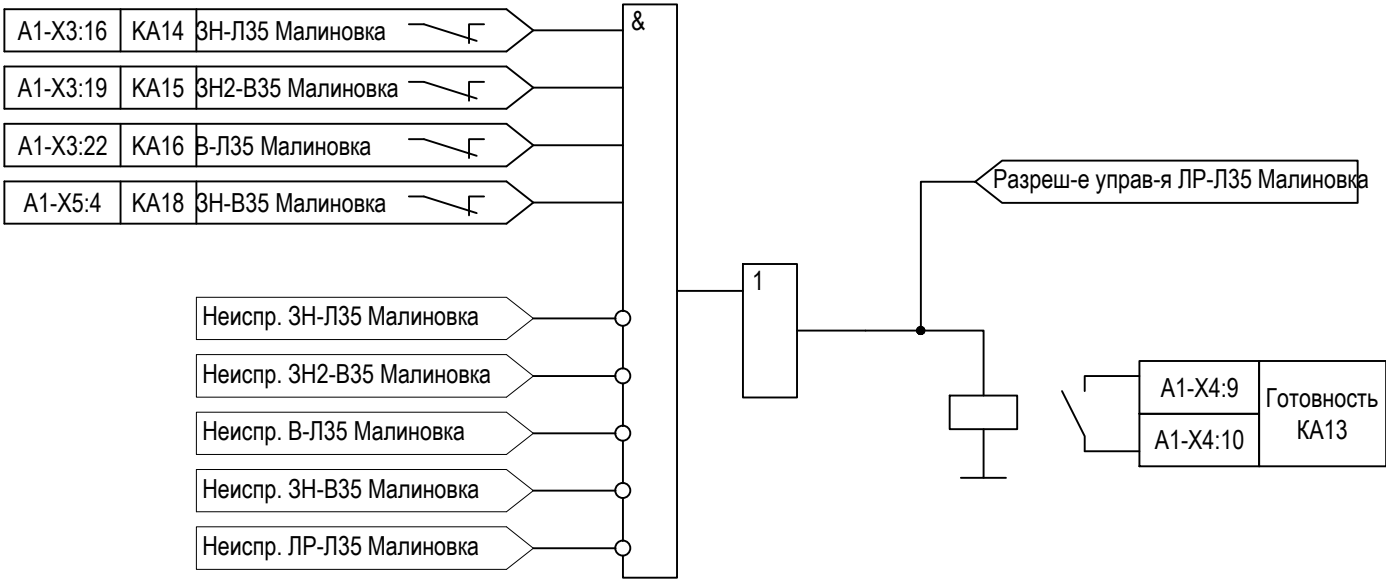 А1-Х3:16 КА14 ЗН-Л35 Малиновка
&
А1-Х3:19 КА15 ЗН2-В35 Малиновка
А1-Х3:22 КА16 В-Л35 Малиновка
А1-Х5:4 КА18 ЗН-В35 Малиновка
Разреш-е управ-я ЛР-Л35 Малиновка
1
Неиспр. ЗН-Л35 Малиновка
Неиспр. ЗН2-В35 Малиновка
Неиспр. В-Л35 Малиновка
Неиспр. ЗН-В35 Малиновка
Неиспр. ЛР-Л35 Малиновка
А1-Х4:9
А1-Х4:10
Готовность
КА13